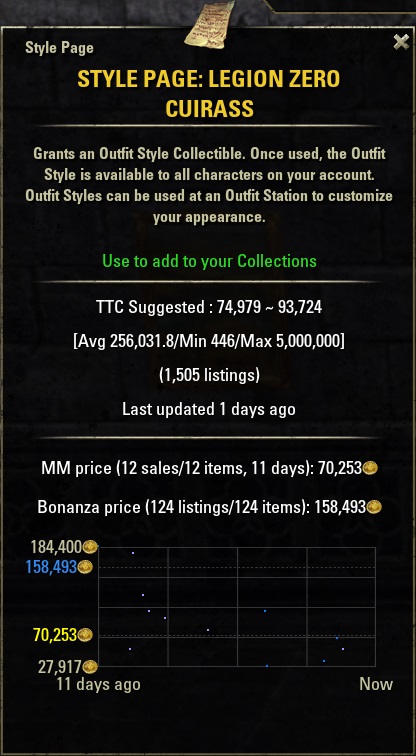 Style Page
STYLE PAGE: LEGION ZERO
CUIRASS
Grants an Outfit Style Collectible. Once used, the Outfit
Style is available to all characters on your account.
Outfit Styles can be used at an Outfit Station to customize
your appearance.
Use to add to your Collections
TTC Suggested : 74,979 ~ 93,724
[Avg 256,031.8/Min 446/Max 5,000,000]
(1,505 listings)
Last updated 1 days ago
MM price (12 sales/12 items, 11 days): 70,253
Bonanza price (124 listings/124 items): 158,493
184,400
158,493
70,253
27,917
11 days ago Now